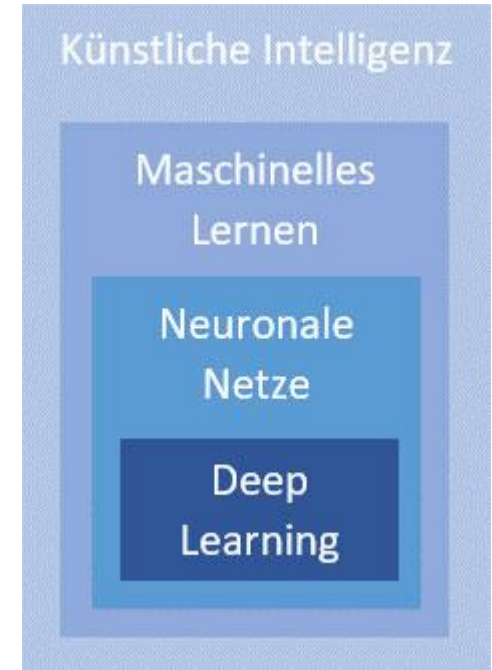 Künstliche Intelligenz
Maschinelles
Lernen
Neuronale
Netze
Deep
Learning